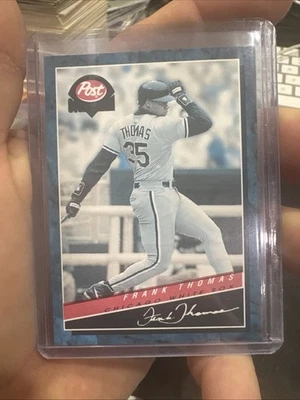 Post
THOMAS
35
FRANK THOMAS
CHICAGO WHITE SOX
Frank Thomas